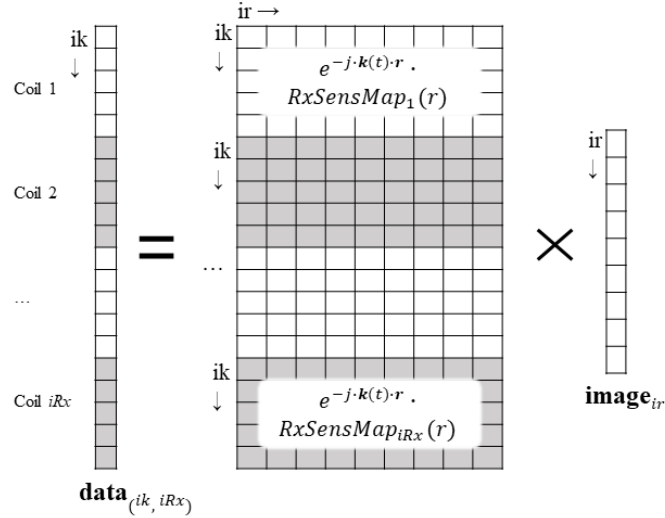 ir →
ik
↓
ik
↓
e^{-j·k(t)·r} ·
RxSensMap_1(r)
Coil 1
ik
↓
ir
↓
Coil 2
=
×
...
...
ik
↓
e^{-j·k(t)·r} ·
RxSensMap_{iRx}(r)
Coil iRx
image_{ir}
data_{(ik, iRx)}